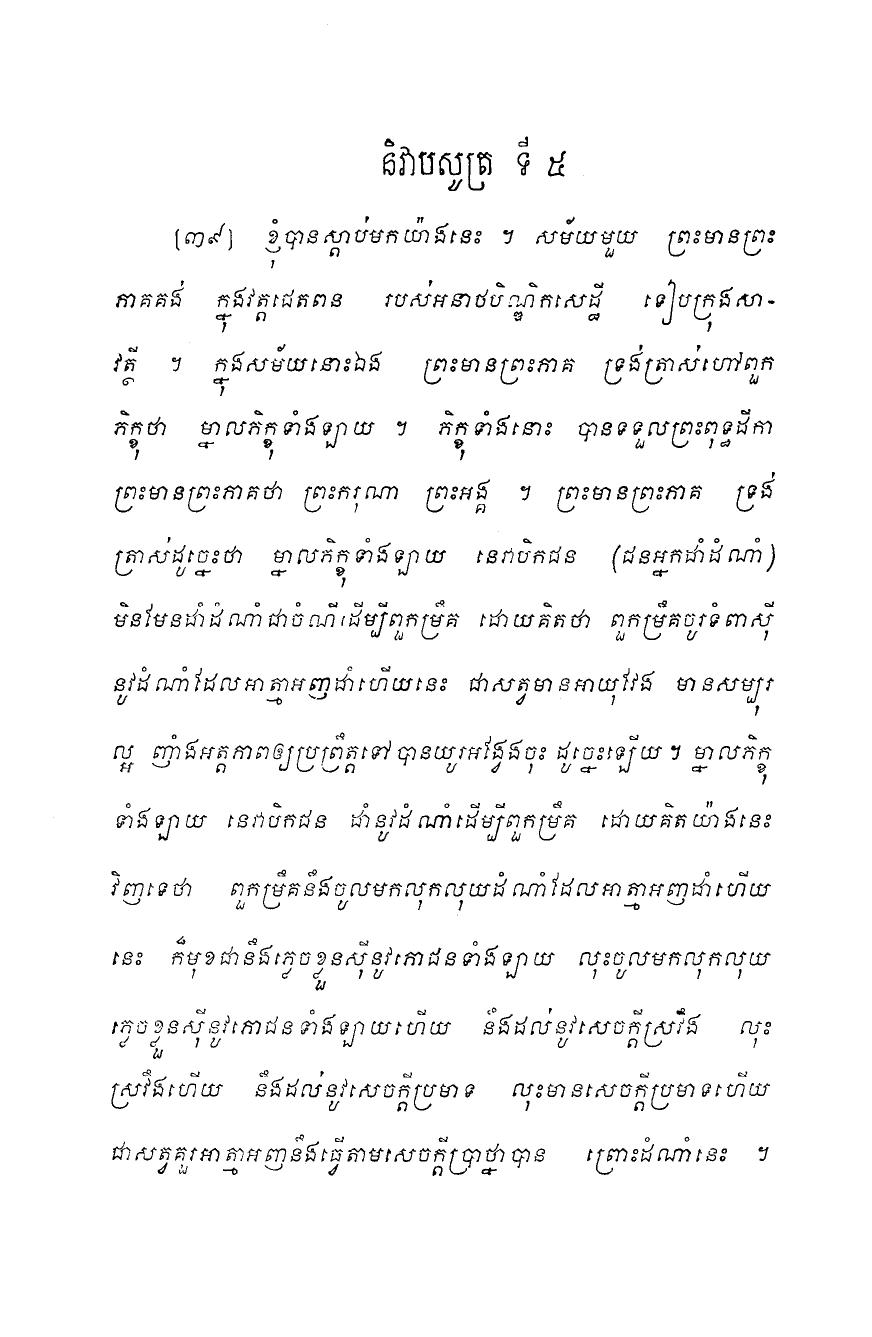 និវាបសូត្រ ទី ៥
[៣៩] ខ្ញុំបានស្តាប់មកយ៉ាងនេះ ។ សម័យមួយ ព្រះមានព្រះ
ភាគគង់ ក្នុងវត្តជេតពន របស់អនាថបិណ្ឌិកសេដ្ឋី ទៀបក្រុងសា-
វត្ថី ។ ក្នុងសម័យនោះឯង ព្រះមានព្រះភាគ ទ្រង់ត្រាស់ហៅពួក
ភិក្ខុថា ម្នាលភិក្ខុទាំងឡាយ ។ ភិក្ខុទាំងនោះ បានទទួលព្រះពុទ្ធដីកា
ព្រះមានព្រះភាគថា ព្រះករុណា ព្រះអង្គ ។ ព្រះមានព្រះភាគ ទ្រង់
ត្រាស់ដូច្នេះថា ម្នាលភិក្ខុទាំងឡាយ នេវាបិកជន (ជនអ្នកដាំដំណាំ)
មិនមែនដាំដំណាំជាចំណីដើម្បីពួកម្រឹគ ដោយគិតថា ពួកម្រឹគចូរទំពាស៊ី
នូវដំណាំដែលអាត្មាអញដាំហើយនេះ ជាសត្វមានអាយុវែង មានសម្បុរ
ល្អ ញ៉ាំងអត្តភាពឲ្យប្រព្រឹត្តទៅបានយូរអង្វែងចុះ ដូច្នេះឡើយ ។ ម្នាលភិក្ខុ
ទាំងឡាយ នេវាបិកជន ដាំនូវដំណាំដើម្បីពួកម្រឹគ ដោយគិតយ៉ាងនេះ
វិញទេថា ពួកម្រឹគនឹងចូលមកលុកលុយដំណាំដែលអាត្មាអញដាំហើយ
នេះ ក៏មុខជានឹងភ្លេចខ្លួនស៊ីនូវភោជនទាំងឡាយ លុះចូលមកលុកលុយ
ភ្លេចខ្លួនស៊ីនូវភោជនទាំងឡាយហើយ នឹងដល់នូវសេចក្តីស្រវឹង លុះ
ស្រវឹងហើយ នឹងដល់នូវសេចក្តីប្រមាទ លុះមានសេចក្តីប្រមាទហើយ
ជាសត្វគួរអាត្មាអញនឹងធ្វើតាមសេចក្តីប្រាថ្នាបាន ព្រោះដំណាំនេះ ។